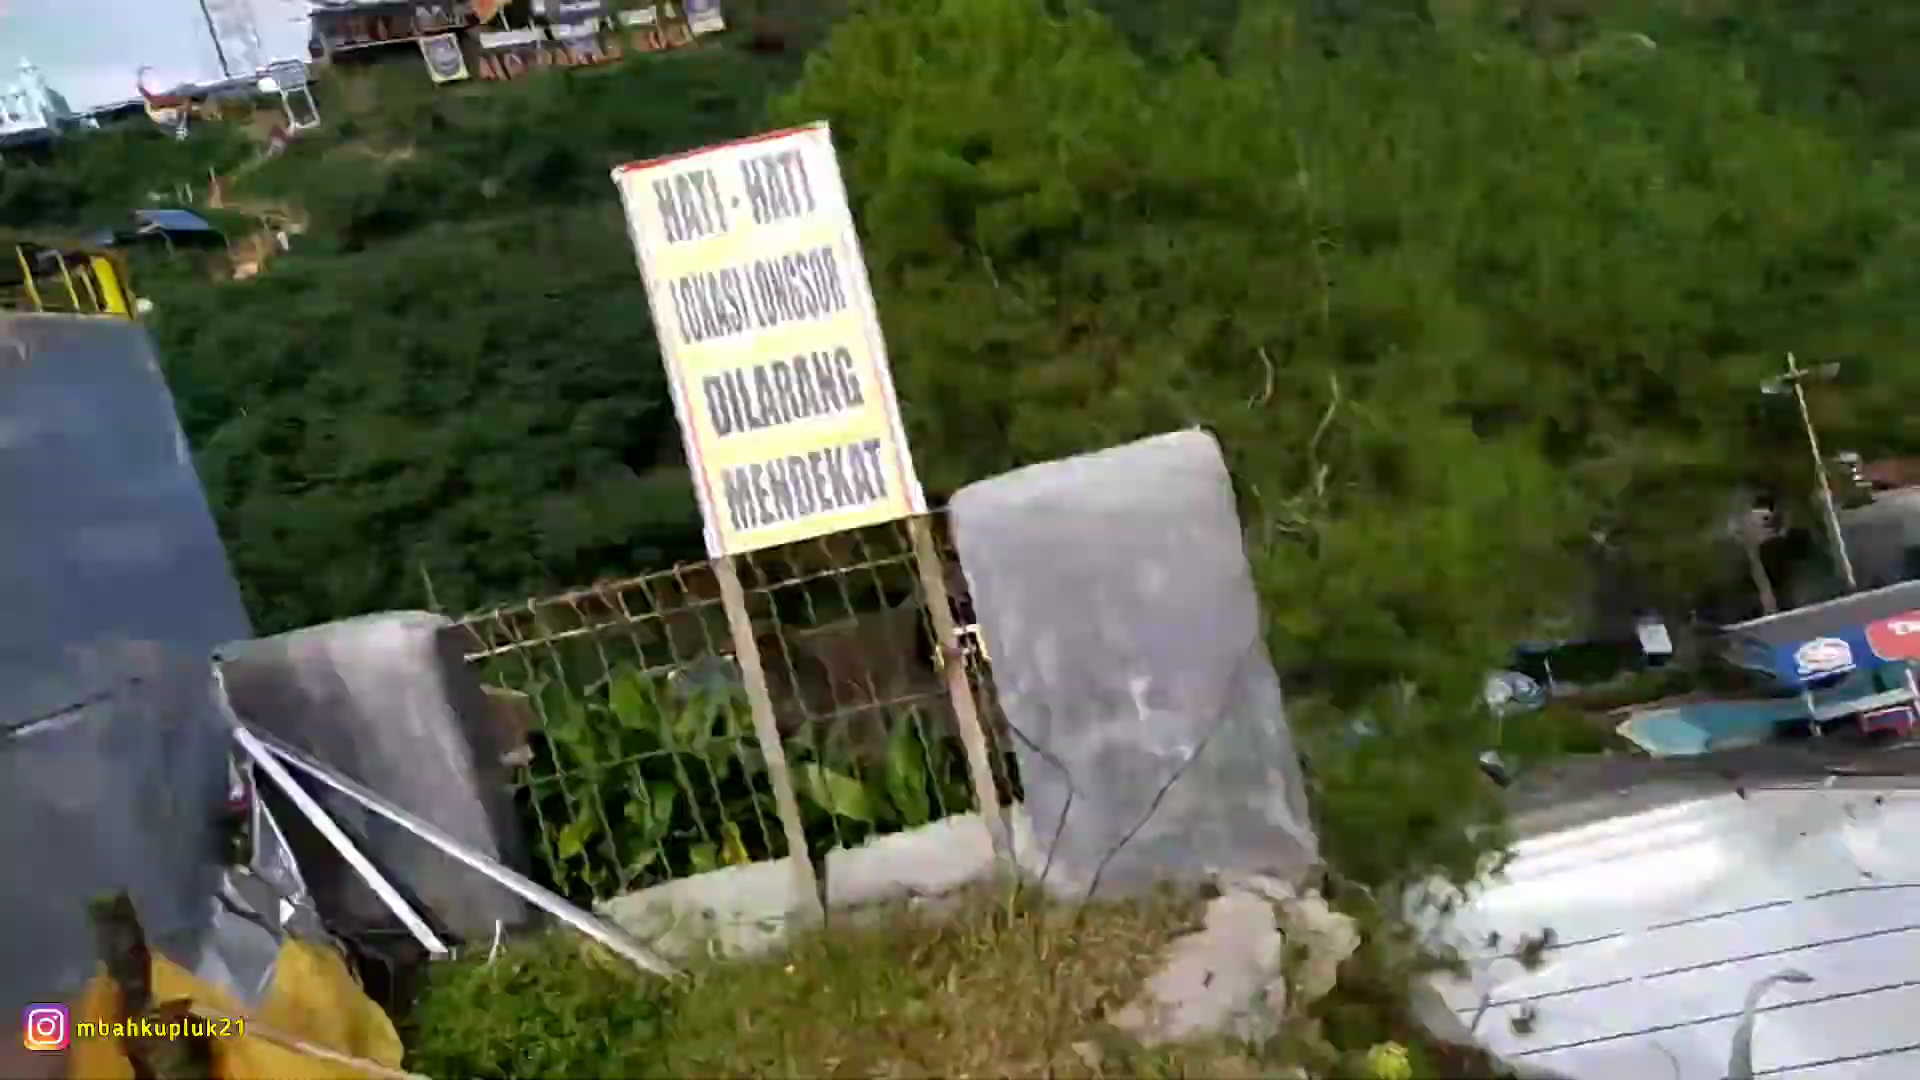 HATI - HATI
LOKASI LONGSOR
DILARANG
MENDEKAT
mbahkupluk21